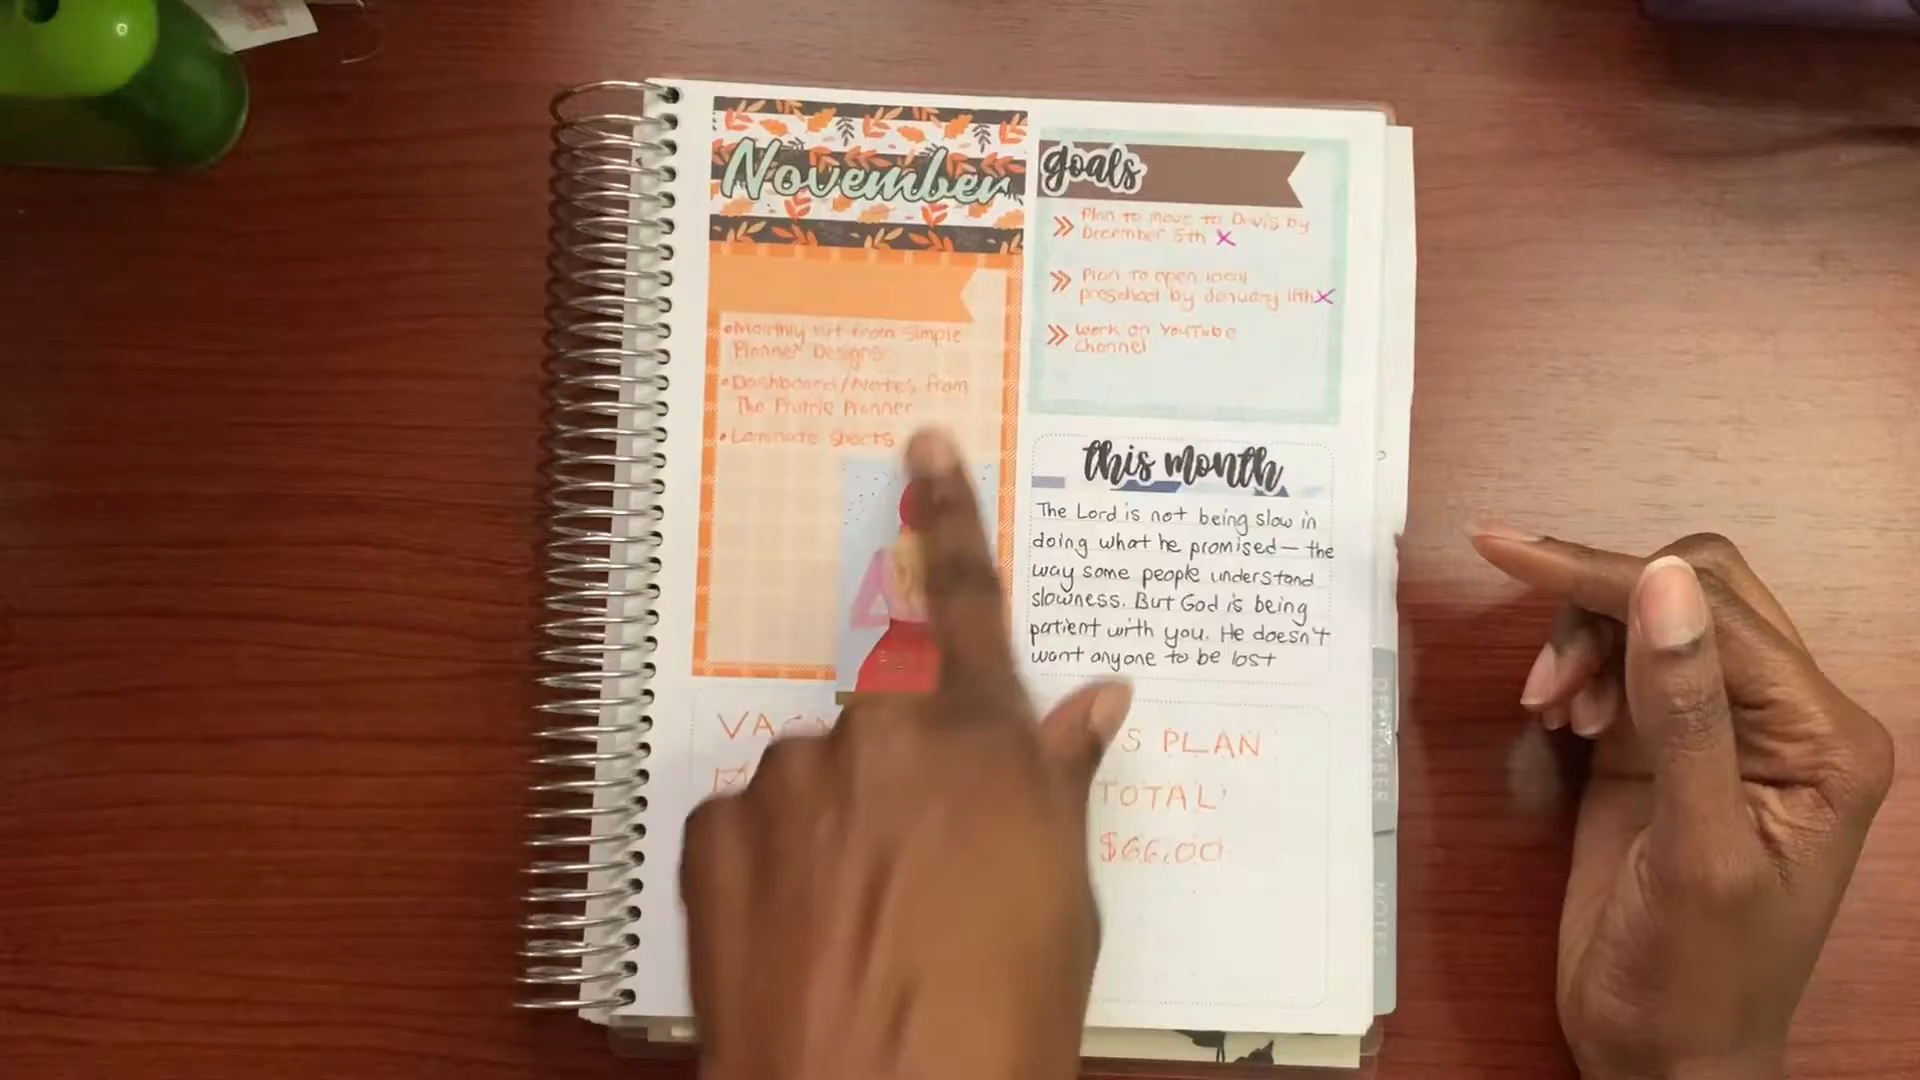 November
• Monthly Kit from Simple
Planner Designs
• Dashboard/Notes from
The Prairie Planner
• Laminate sheets
goals
Plan to move to Davis by
December 5th X
Plan to open local
preschool by January 11th X
Work on YouTube
Channel
this month
The Lord is not being slow in
doing what he promised — the
way some people understand
slowness. But God is being
patient with you. He doesn't
want anyone to be lost
PLAN
TOTAL:
$66.00
DECEMBER
NOTES